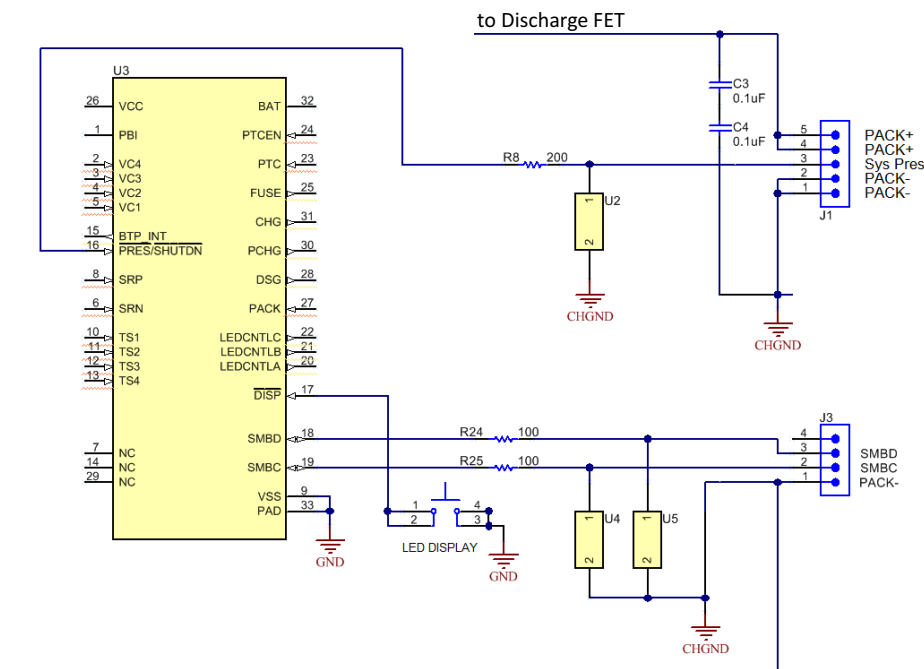 to Discharge FET
U3
26 VCC BAT 32
1 PBI PTCEN 24
2 VC4 PTC 23
3 VC3
4 VC2 FUSE 25
5 VC1
CHG 31
15 BTP_INT
16 PRES/SHUTDN PCHG 30
8 SRP DSG 28
6 SRN PACK 27
10 TS1 LEDCNTLC 22
11 TS2 LEDCNTLB 21
12 TS3 LEDCNTLA 20
13 TS4
DISP 17
SMBD 18
7 NC
14 NC SMBC 19
29 NC
VSS 9
PAD 33
GND
C3
0.1uF
C4
0.1uF
R8 200
U2
1
2
CHGND
5 PACK+
4 PACK+
3 Sys Pres
2 PACK-
1 PACK-
J1
CHGND
R24 100
R25 100
J3
4
3 SMBD
2 SMBC
1 PACK-
1 4
2 3
LED DISPLAY
GND
U4
1
2
U5
1
2
CHGND